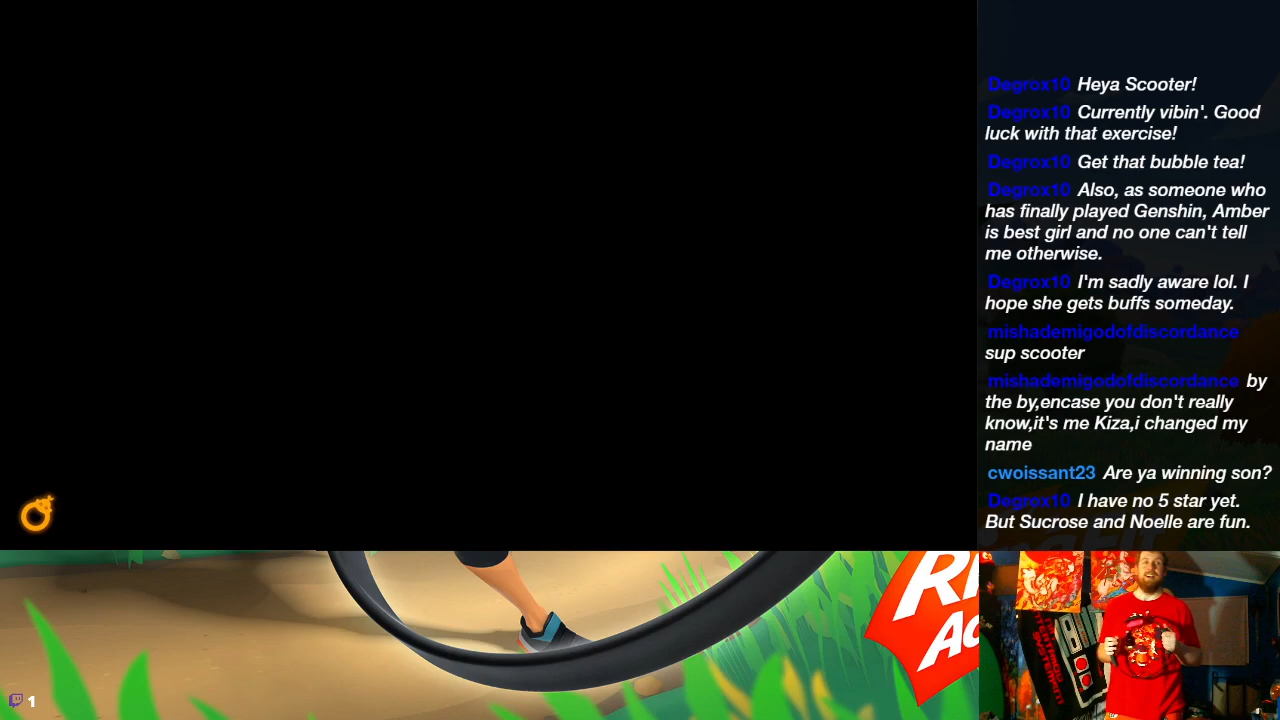 Degrox10 Heya Scooter!
Degrox10 Currently vibin'. Good
luck with that exercise!
Degrox10 Get that bubble tea!
Degrox10 Also, as someone who
has finally played Genshin, Amber
is best girl and no one can't tell
me otherwise.
Degrox10 I'm sadly aware lol. I
hope she gets buffs someday.
mishademigodofdiscordance
sup scooter
mishademigodofdiscordance by
the by,encase you don't really
know,it's me Kiza,i changed my
name
cwoissant23 Are ya winning son?
Degrox10 I have no 5 star yet.
But Sucrose and Noelle are fun.
1